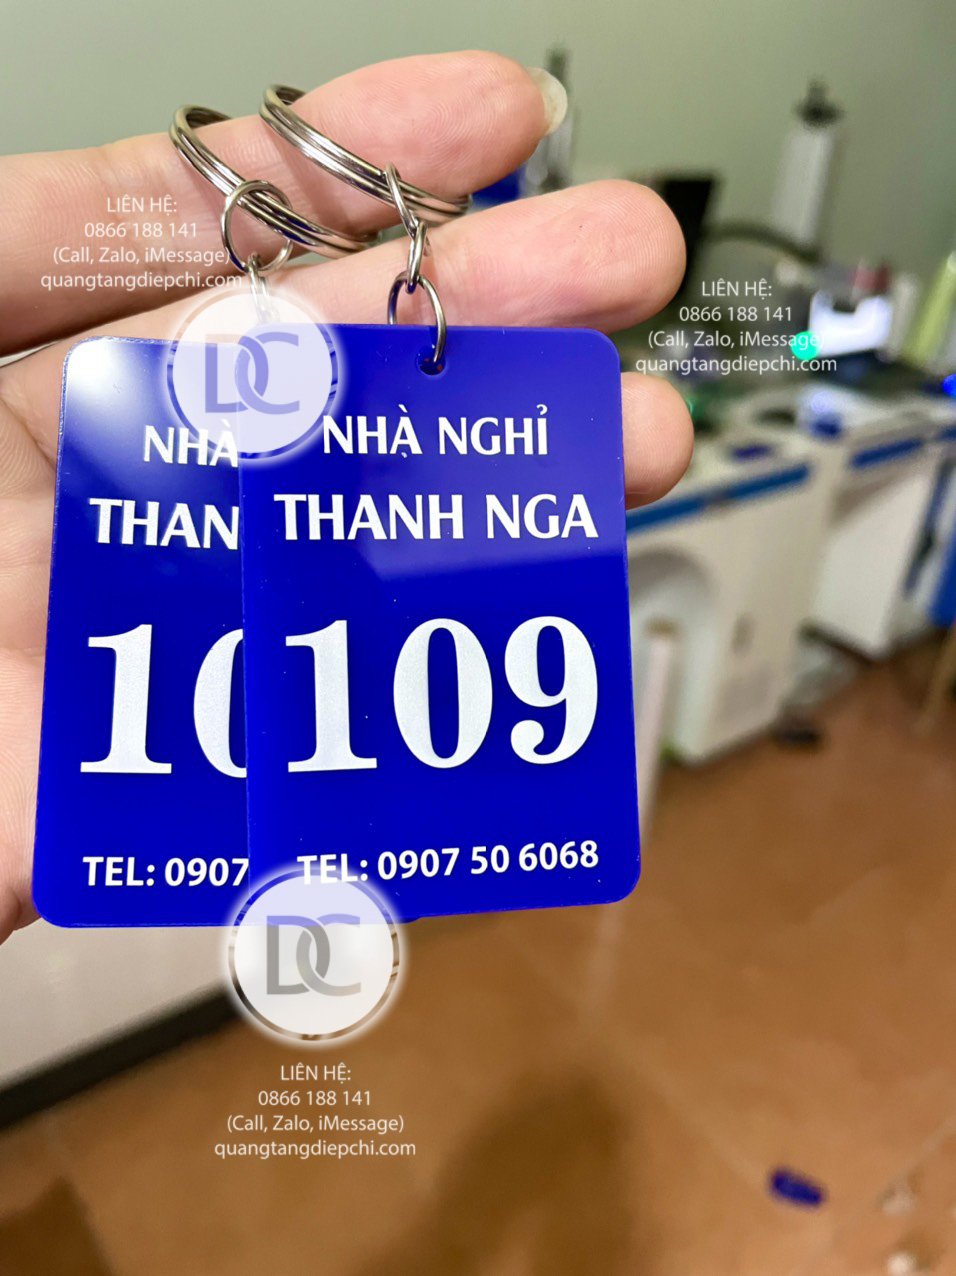 LIÊN HỆ:
0866 188 141
(Call, Zalo, iMessage)
quangtangdiepchi.com
LIÊN HỆ:
0866 188 141
(Call, Zalo, iMessage)
quangtangdiepchi.com
DC
NHÀ
THAN
10
TEL: 0907
NHÀ NGHỈ
THANH NGA
109
TEL: 0907 50 6068
DC
LIÊN HỆ:
0866 188 141
(Call, Zalo, iMessage)
quangtangdiepchi.com